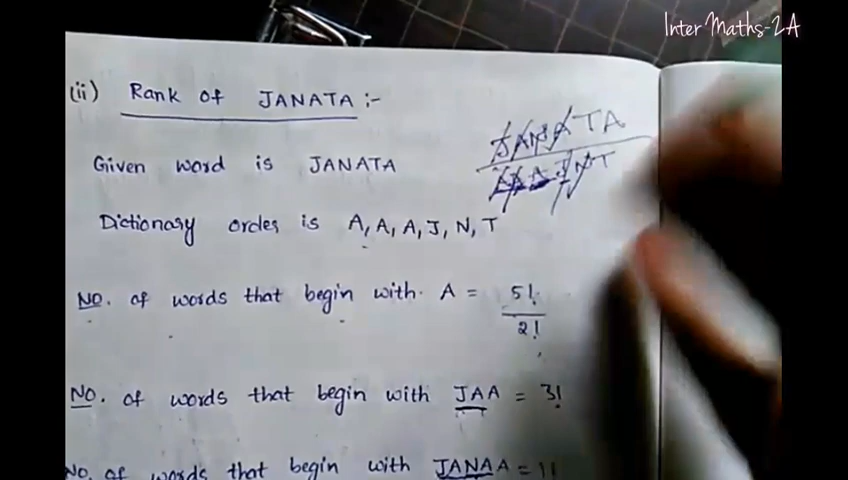 Inter Maths-2A
(ii) Rank of JANATA :-
JANATA
AAAJNT
Given word is JANATA
Dictionary order is A, A, A, J, N, T
NO. of words that begin with A = 5!/2!
NO. of words that begin with JAA = 3!
NO. of words that begin with JANAA = 1!